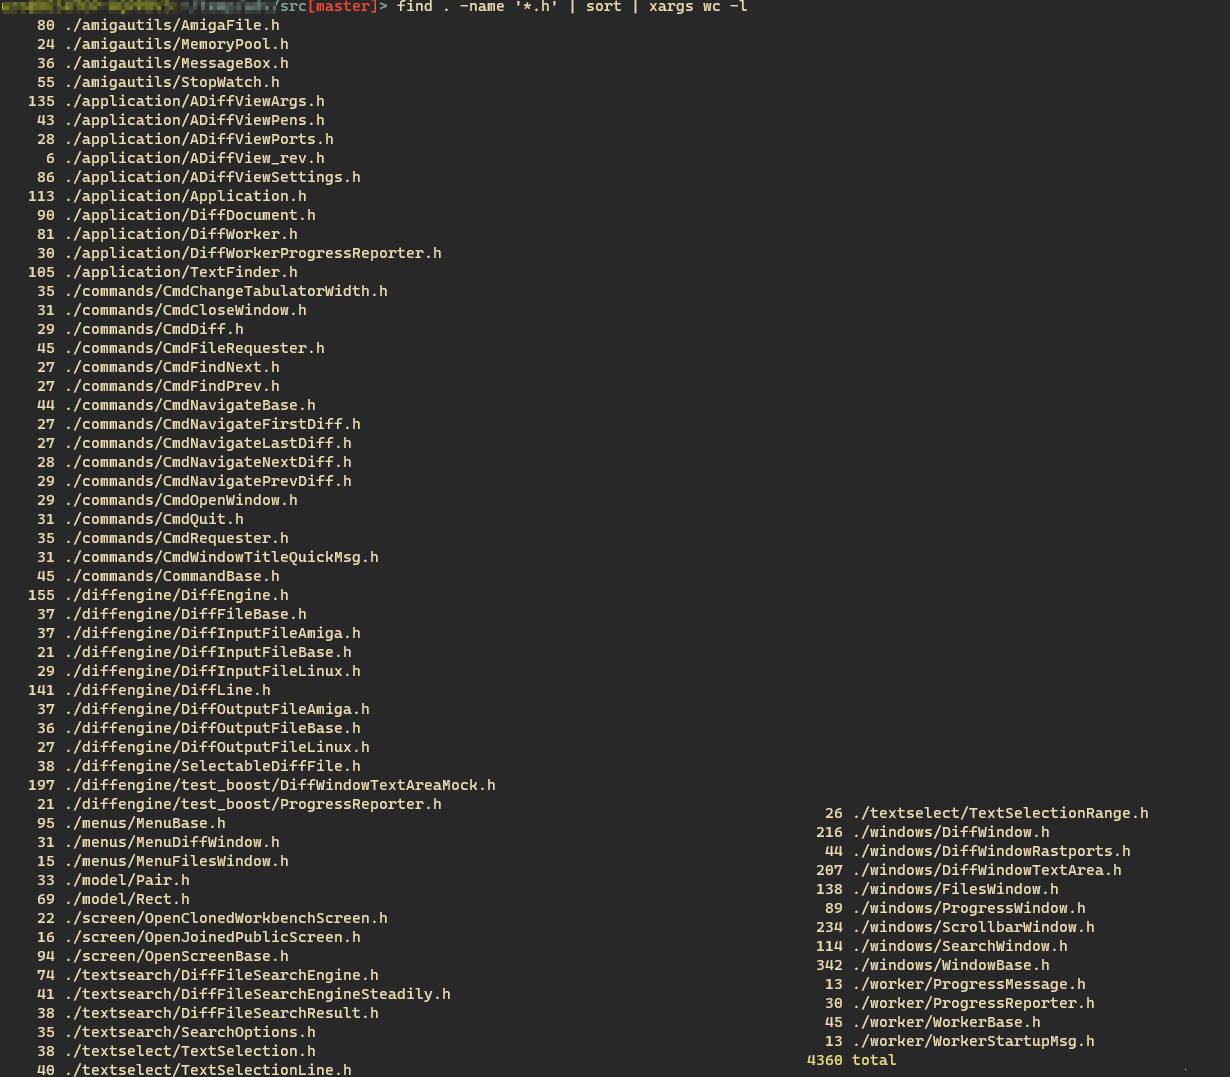 /src[master]> find . -name '*.h' | sort | xargs wc -l
80 ./amigautils/AmigaFile.h
24 ./amigautils/MemoryPool.h
36 ./amigautils/MessageBox.h
55 ./amigautils/StopWatch.h
135 ./application/ADiffViewArgs.h
43 ./application/ADiffViewPens.h
28 ./application/ADiffViewPorts.h
6 ./application/ADiffView_rev.h
86 ./application/ADiffViewSettings.h
113 ./application/Application.h
90 ./application/DiffDocument.h
81 ./application/DiffWorker.h
30 ./application/DiffWorkerProgressReporter.h
105 ./application/TextFinder.h
35 ./commands/CmdChangeTabulatorWidth.h
31 ./commands/CmdCloseWindow.h
29 ./commands/CmdDiff.h
45 ./commands/CmdFileRequester.h
27 ./commands/CmdFindNext.h
27 ./commands/CmdFindPrev.h
44 ./commands/CmdNavigateBase.h
27 ./commands/CmdNavigateFirstDiff.h
27 ./commands/CmdNavigateLastDiff.h
28 ./commands/CmdNavigateNextDiff.h
29 ./commands/CmdNavigatePrevDiff.h
29 ./commands/CmdOpenWindow.h
31 ./commands/CmdQuit.h
35 ./commands/CmdRequester.h
31 ./commands/CmdWindowTitleQuickMsg.h
45 ./commands/CommandBase.h
155 ./diffengine/DiffEngine.h
37 ./diffengine/DiffFileBase.h
37 ./diffengine/DiffInputFileAmiga.h
21 ./diffengine/DiffInputFileBase.h
29 ./diffengine/DiffInputFileLinux.h
141 ./diffengine/DiffLine.h
37 ./diffengine/DiffOutputFileAmiga.h
36 ./diffengine/DiffOutputFileBase.h
27 ./diffengine/DiffOutputFileLinux.h
38 ./diffengine/SelectableDiffFile.h
197 ./diffengine/test_boost/DiffWindowTextAreaMock.h
21 ./diffengine/test_boost/ProgressReporter.h
95 ./menus/MenuBase.h
31 ./menus/MenuDiffWindow.h
15 ./menus/MenuFilesWindow.h
33 ./model/Pair.h
69 ./model/Rect.h
22 ./screen/OpenClonedWorkbenchScreen.h
16 ./screen/OpenJoinedPublicScreen.h
94 ./screen/OpenScreenBase.h
74 ./textsearch/DiffFileSearchEngine.h
41 ./textsearch/DiffFileSearchEngineSteadily.h
38 ./textsearch/DiffFileSearchResult.h
35 ./textsearch/SearchOptions.h
38 ./textselect/TextSelection.h
40 ./textselect/TextSelectionLine.h
26 ./textselect/TextSelectionRange.h
216 ./windows/DiffWindow.h
44 ./windows/DiffWindowRastports.h
207 ./windows/DiffWindowTextArea.h
138 ./windows/FilesWindow.h
89 ./windows/ProgressWindow.h
234 ./windows/ScrollbarWindow.h
114 ./windows/SearchWindow.h
342 ./windows/WindowBase.h
13 ./worker/ProgressMessage.h
30 ./worker/ProgressReporter.h
45 ./worker/WorkerBase.h
13 ./worker/WorkerStartupMsg.h
4360 total